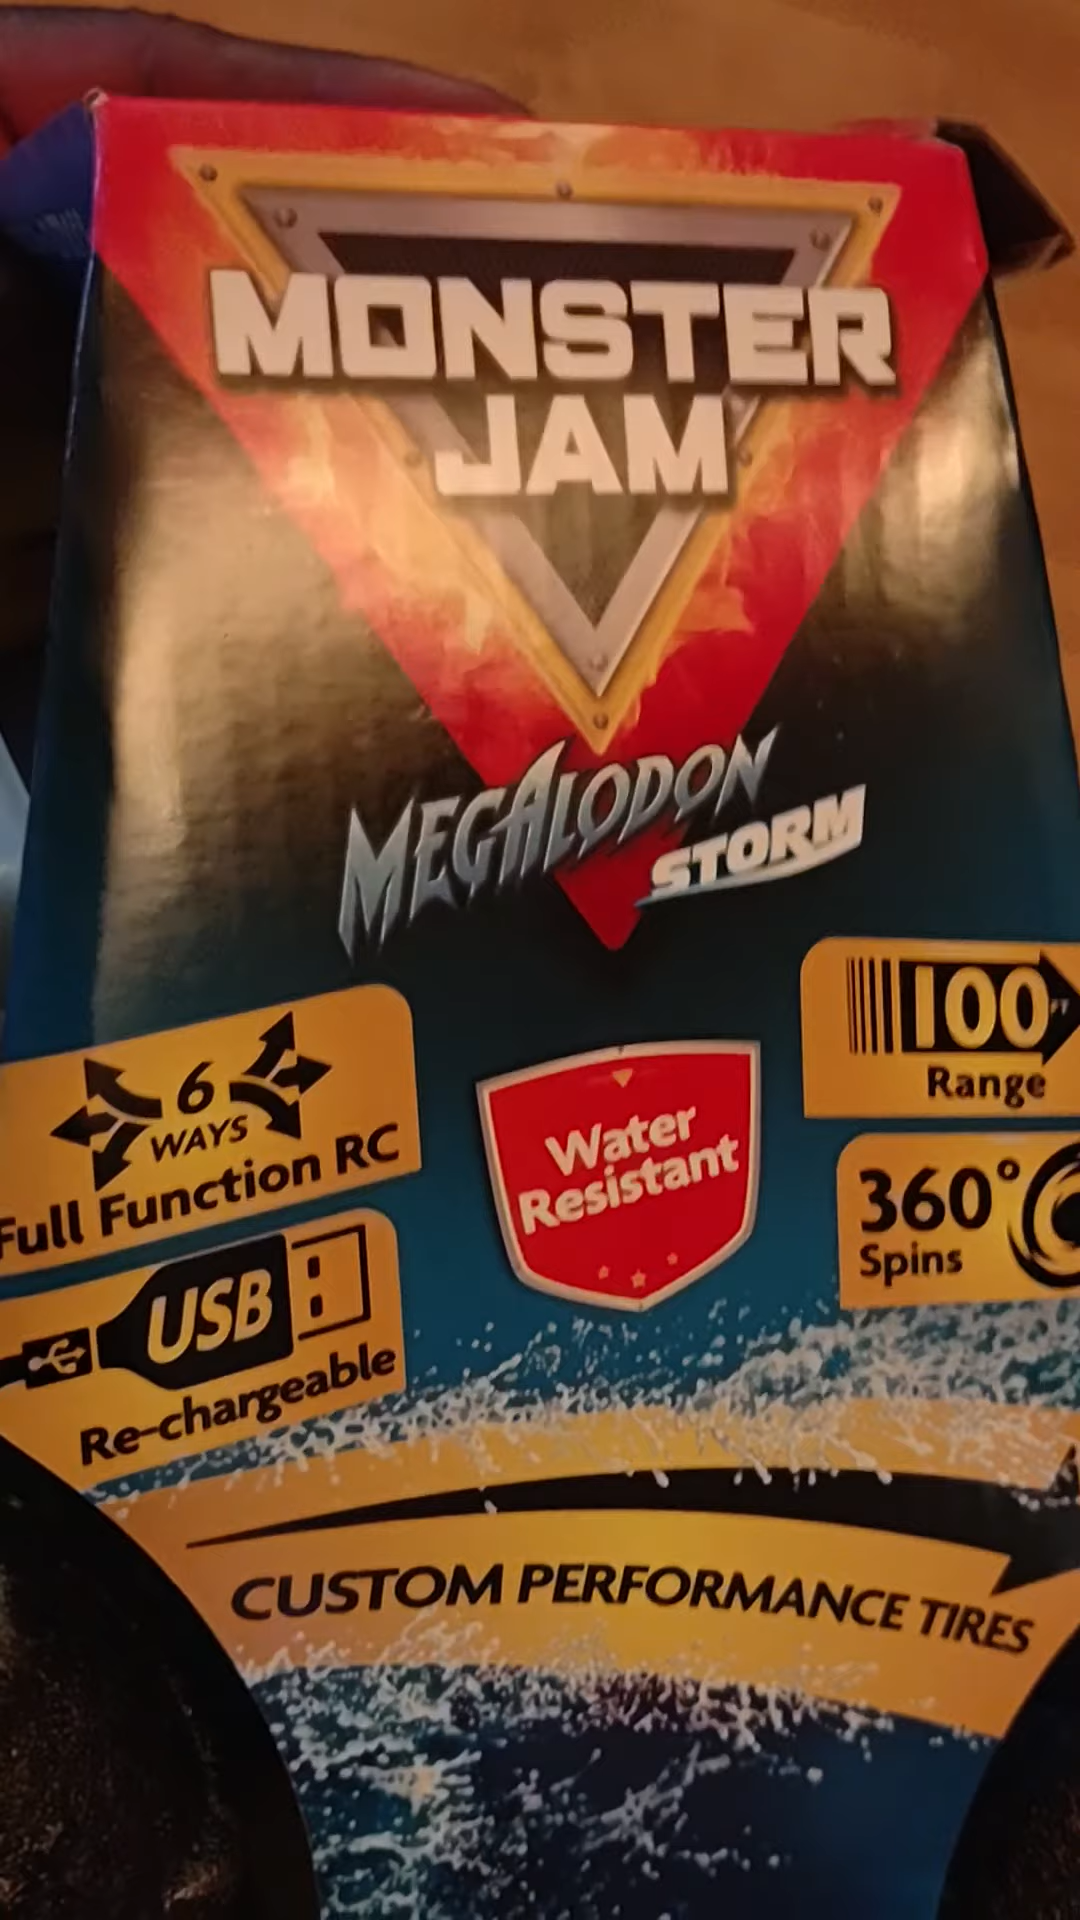 MONSTER
JAM
MEGALODON
STORM
100 FT
Range
6
WAYS
Full Function RC
Water
Resistant
360°
Spins
USB
Re-chargeable
CUSTOM PERFORMANCE TIRES